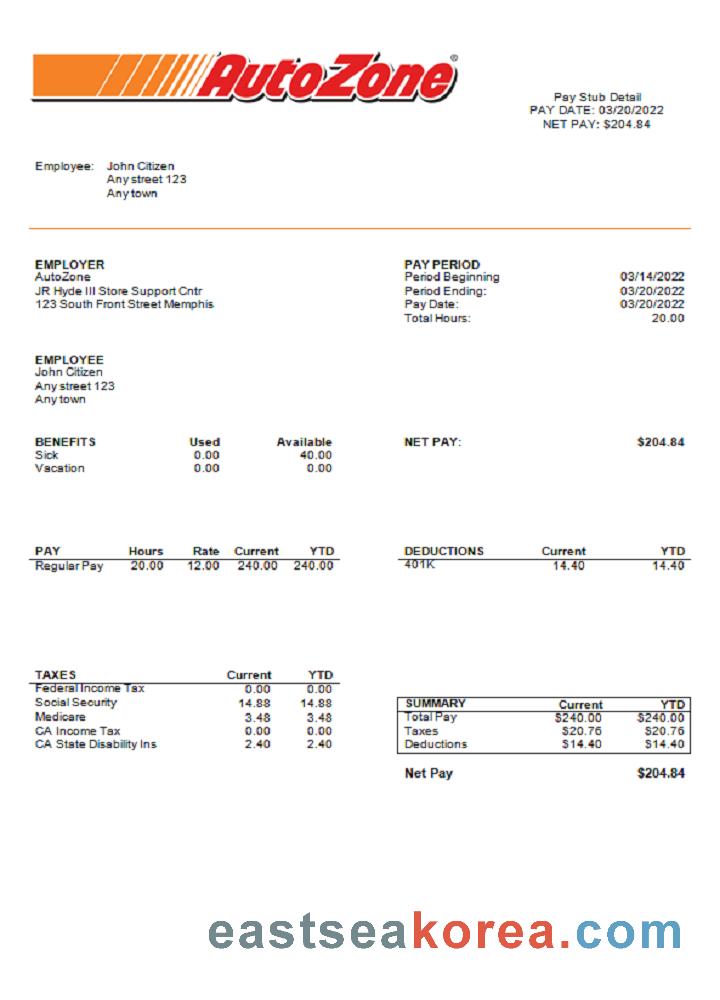 AutoZone®
Pay Stub Detail
PAY DATE: 03/20/2022
NET PAY: $204.84
Employee: John Citizen
Any street 123
Any town
EMPLOYER
AutoZone
JR Hyde III Store Support Cntr
123 South Front Street Memphis
PAY PERIOD
Period Beginning 03/14/2022
Period Ending: 03/20/2022
Pay Date: 03/20/2022
Total Hours: 20.00
EMPLOYEE
John Citizen
Any street 123
Any town
BENEFITS Used Available
Sick 0.00 40.00
Vacation 0.00 0.00
NET PAY: $204.84
PAY Hours Rate Current YTD
Regular Pay 20.00 12.00 240.00 240.00
DEDUCTIONS Current YTD
401K 14.40 14.40
TAXES Current YTD
Federal Income Tax 0.00 0.00
Social Security 14.88 14.88
Medicare 3.48 3.48
CA Income Tax 0.00 0.00
CA State Disability Ins 2.40 2.40
SUMMARY Current YTD
Total Pay $240.00 $240.00
Taxes $20.76 $20.76
Deductions $14.40 $14.40
Net Pay $204.84
eastseakorea.com